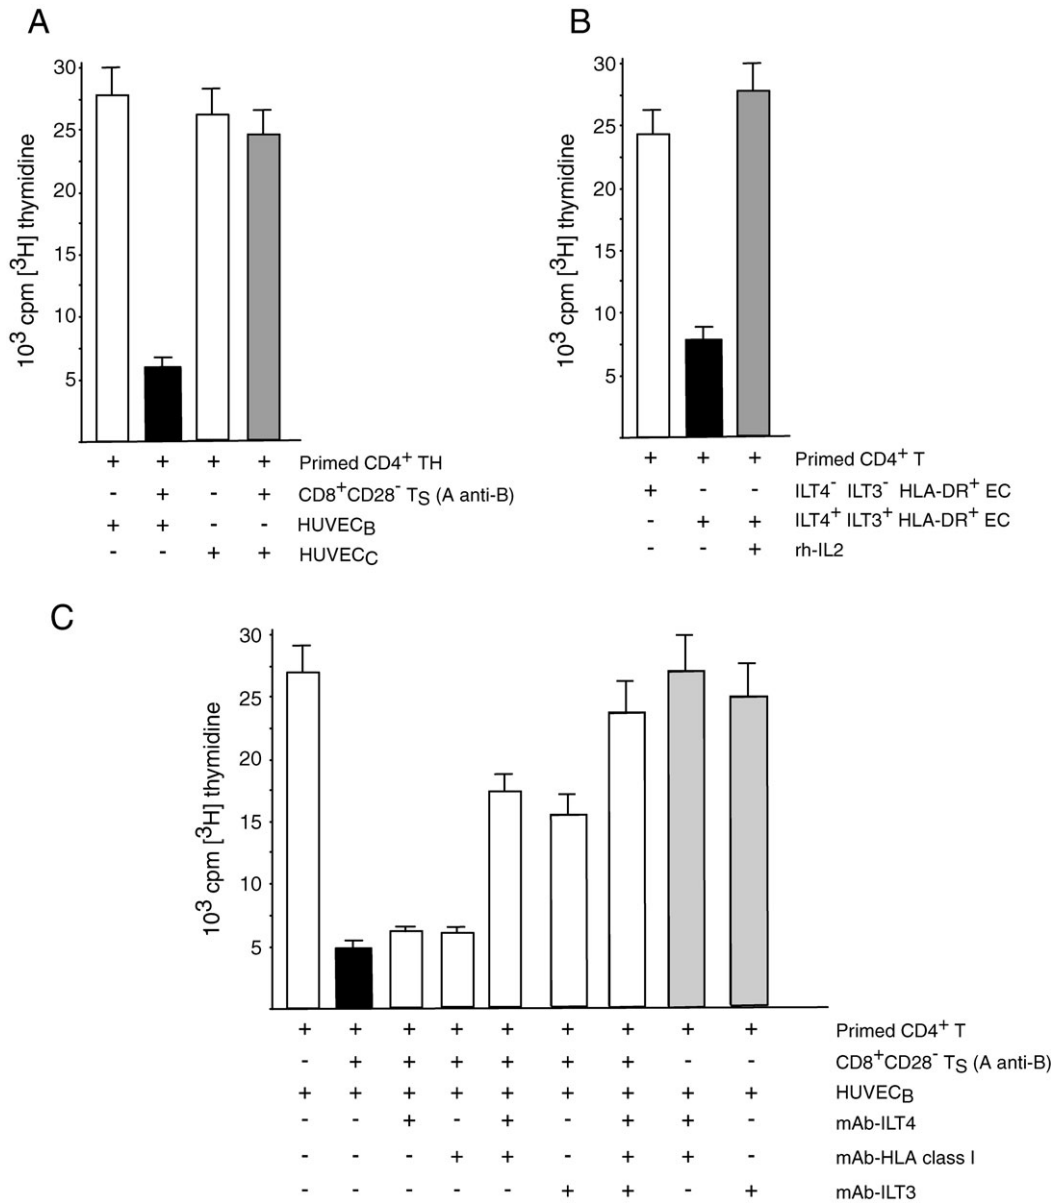 A
10³ cpm [³H] thymidine
30
25
20
15
10
5
+ + + + Primed CD4⁺ TH
- + - + CD8⁺CD28⁻ T_S (A anti-B)
+ + - - HUVEC_B
- - + + HUVEC_C
B
10³ cpm [³H] thymidine
30
25
20
15
10
5
+ + + Primed CD4⁺ T
+ - - ILT4⁻ ILT3⁻ HLA-DR⁺ EC
- + + ILT4⁺ ILT3⁺ HLA-DR⁺ EC
- - + rh-IL2
C
10³ cpm [³H] thymidine
30
25
20
15
10
5
+ + + + + + + + + Primed CD4⁺ T
- + + + + + + - - CD8⁺CD28⁻ T_S (A anti-B)
+ + + + + + + + + HUVEC_B
- - + - + - + + - mAb-ILT4
- - - + + - + + - mAb-HLA class I
- - - - - + + - + mAb-ILT3